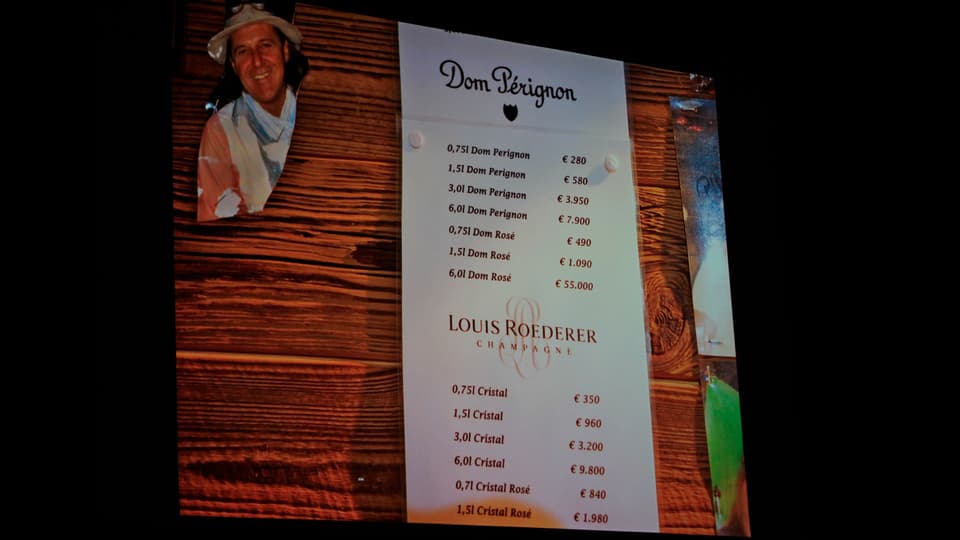 Dom Pérignon
0,75l Dom Perignon € 280
1,5l Dom Perignon € 580
3,0l Dom Perignon € 3.950
6,0l Dom Perignon € 7.900
0,75l Dom Rosé € 490
1,5l Dom Rosé € 1.090
6,0l Dom Rosé € 55.000
LOUIS ROEDERER
CHAMPAGNE
0,75l Cristal € 350
1,5l Cristal € 960
3,0l Cristal € 3.200
6,0l Cristal € 9.800
0,7l Cristal Rosé € 840
1,5l Cristal Rosé € 1.980